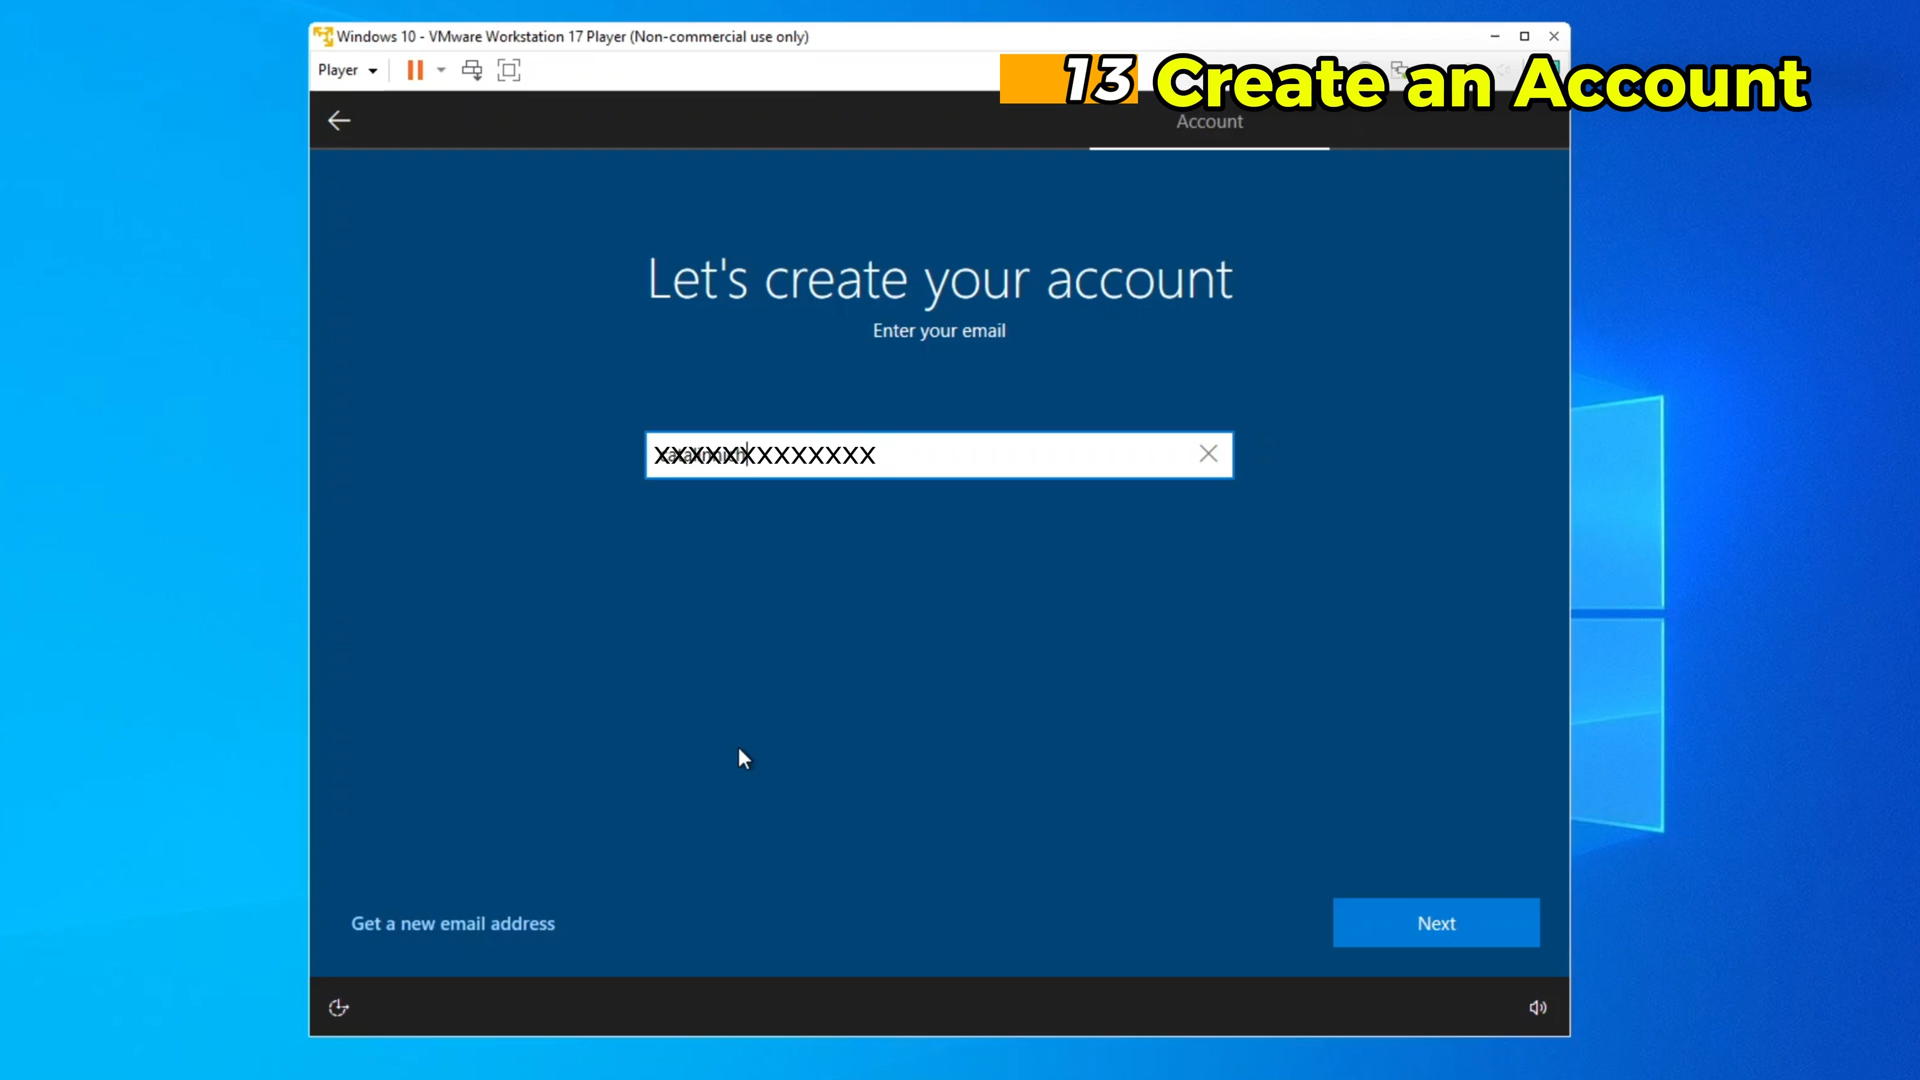 Windows 10 - VMware Workstation 17 Player (Non-commercial use only)
Player
13 Create an Account
Account
Let's create your account
Enter your email
xxxxxxxxxxxxx
Get a new email address
Next